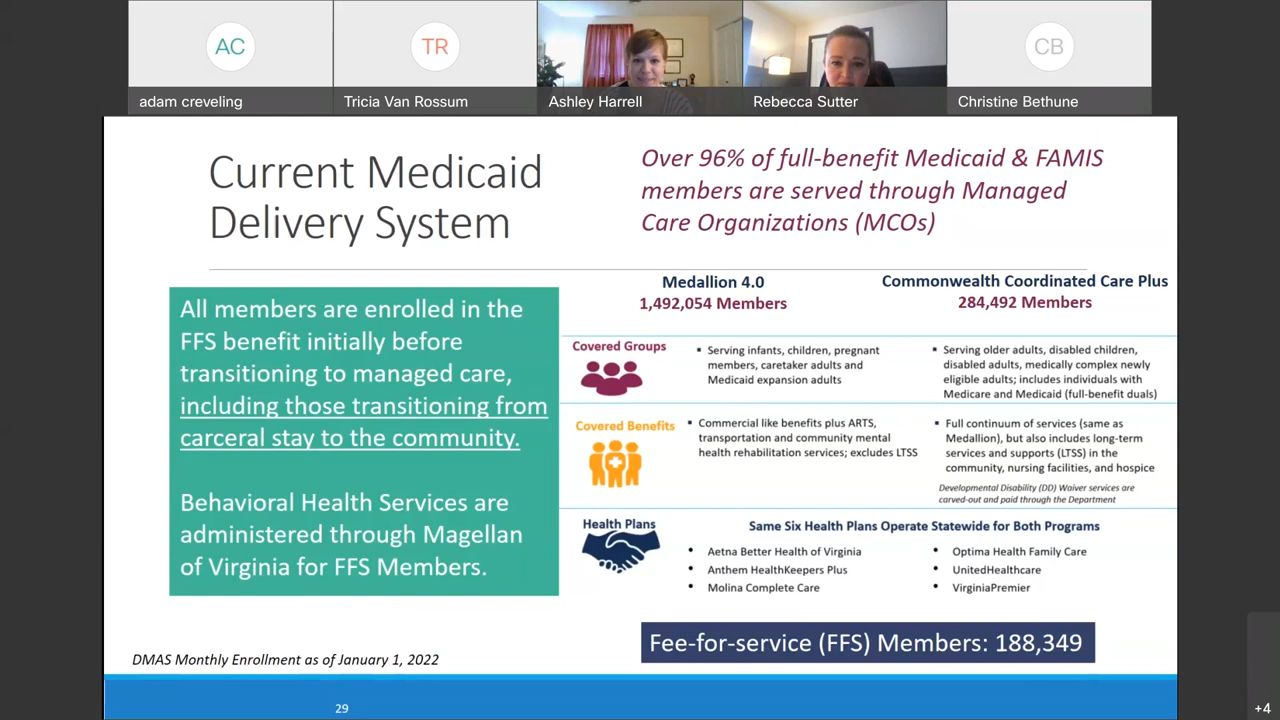 AC
TR
CB
adam creveling
Tricia Van Rossum
Ashley Harrell
Rebecca Sutter
Christine Bethune
Current Medicaid
Delivery System
Over 96% of full-benefit Medicaid & FAMIS
members are served through Managed
Care Organizations (MCOs)
All members are enrolled in the
FFS benefit initially before
transitioning to managed care,
including those transitioning from
carceral stay to the community.
Behavioral Health Services are
administered through Magellan
of Virginia for FFS Members.
Medallion 4.0
1,492,054 Members
Commonwealth Coordinated Care Plus
284,492 Members
Covered Groups
▪ Serving infants, children, pregnant
members, caretaker adults and
Medicaid expansion adults
▪ Serving older adults, disabled children,
disabled adults, medically complex newly
eligible adults; includes individuals with
Medicare and Medicaid (full-benefit duals)
Covered Benefits
▪ Commercial like benefits plus ARTS,
transportation and community mental
health rehabilitation services; excludes LTSS
▪ Full continuum of services (same as
Medallion), but also includes long-term
services and supports (LTSS) in the
community, nursing facilities, and hospice
Developmental Disability (DD) Waiver services are
carved-out and paid through the Department
Health Plans
Same Six Health Plans Operate Statewide for Both Programs
• Aetna Better Health of Virginia
• Anthem HealthKeepers Plus
• Molina Complete Care
• Optima Health Family Care
• UnitedHealthcare
• VirginiaPremier
Fee-for-service (FFS) Members: 188,349
DMAS Monthly Enrollment as of January 1, 2022
29
+4